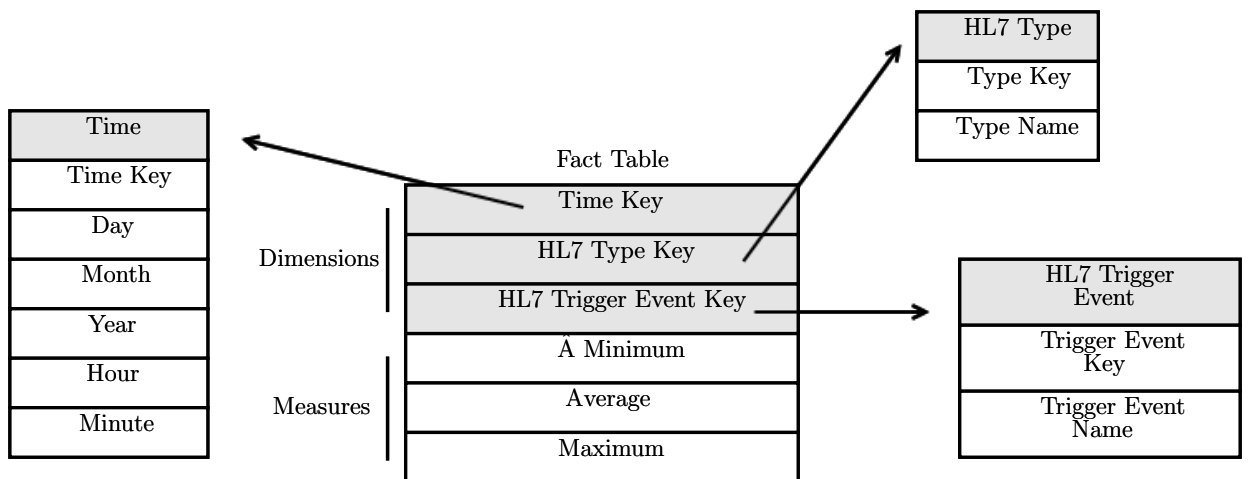 HL7 Type
Type Key
Type Name
Time
Time Key
Day
Month
Year
Hour
Minute
Fact Table
Dimensions
Time Key
HL7 Type Key
HL7 Trigger Event Key
Measures
Â Minimum
Average
Maximum
HL7 Trigger
Event
Trigger Event
Key
Trigger Event
Name